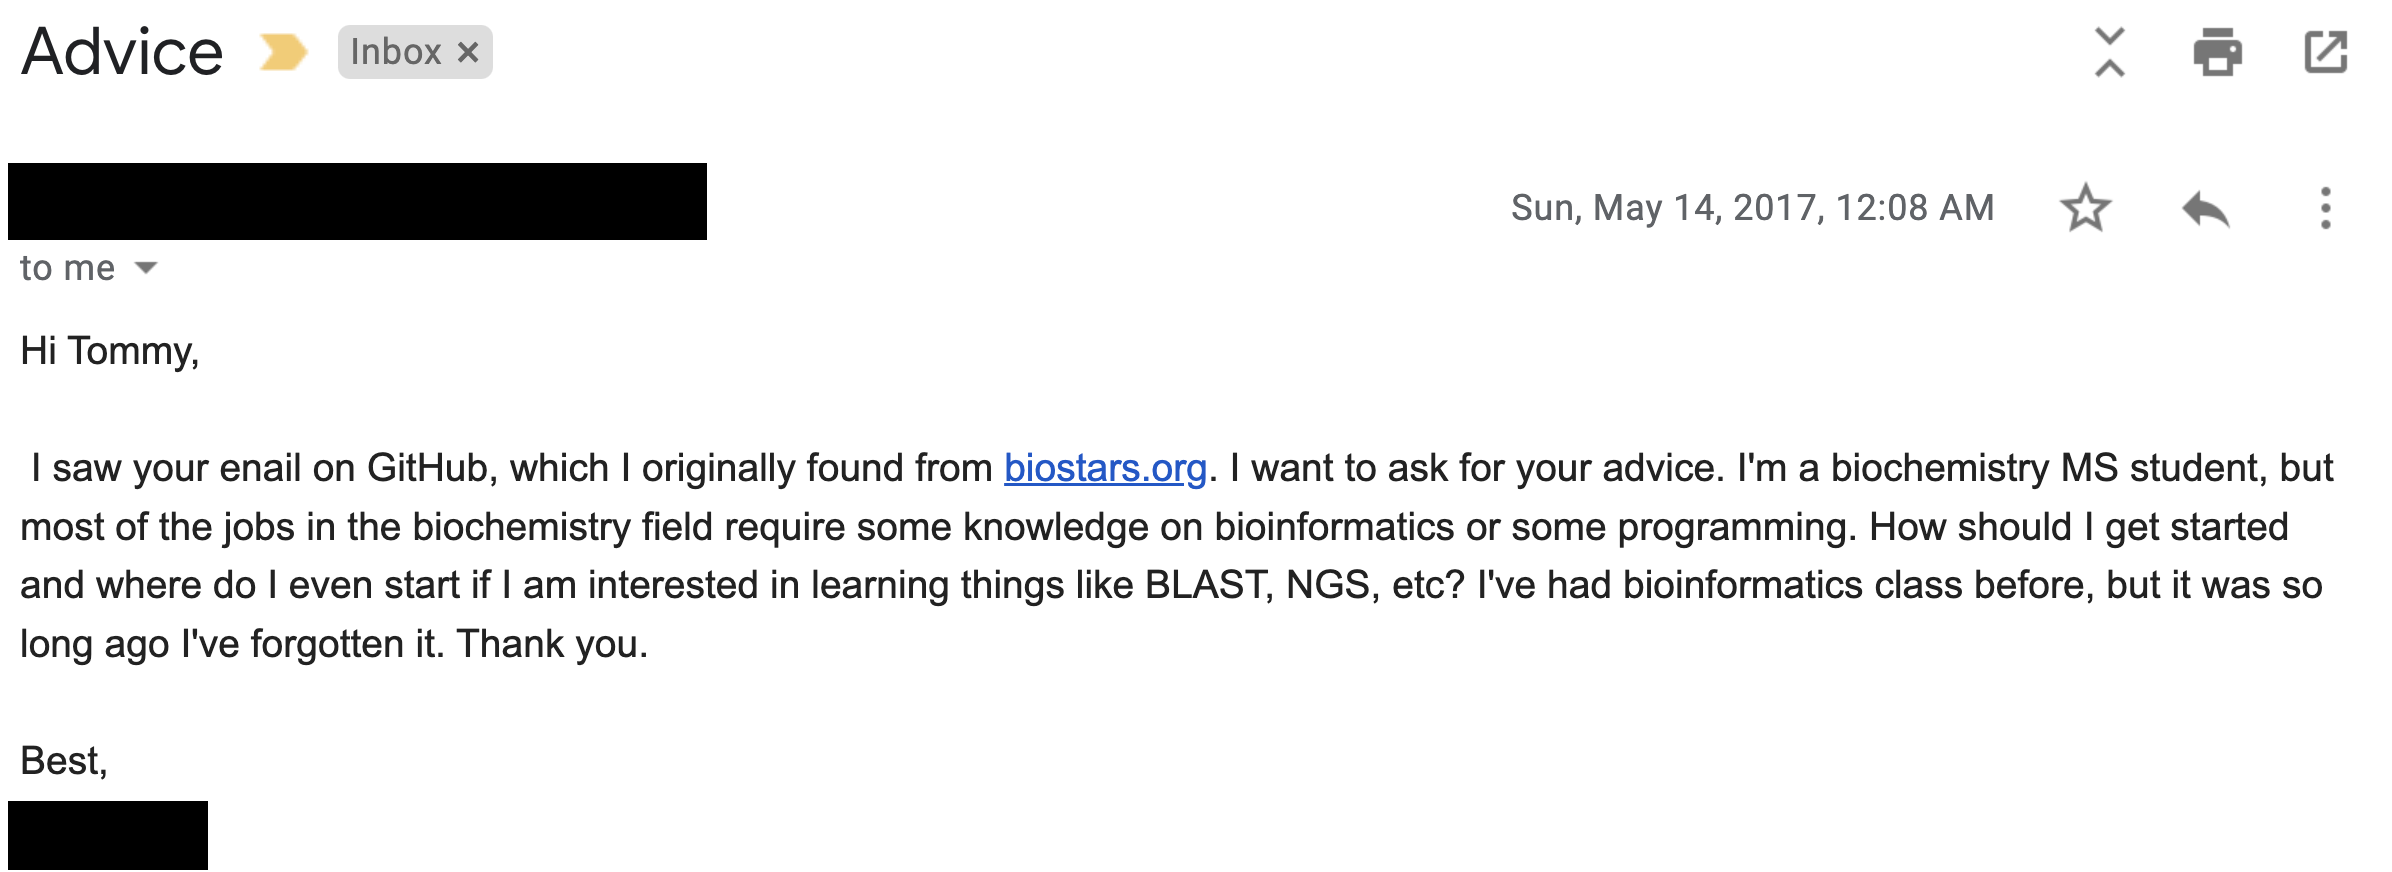 Advice Inbox ×
Sun, May 14, 2017, 12:08 AM
to me
Hi Tommy,
I saw your enail on GitHub, which I originally found from biostars.org. I want to ask for your advice. I'm a biochemistry MS student, but
most of the jobs in the biochemistry field require some knowledge on bioinformatics or some programming. How should I get started
and where do I even start if I am interested in learning things like BLAST, NGS, etc? I've had bioinformatics class before, but it was so
long ago I've forgotten it. Thank you.
Best,